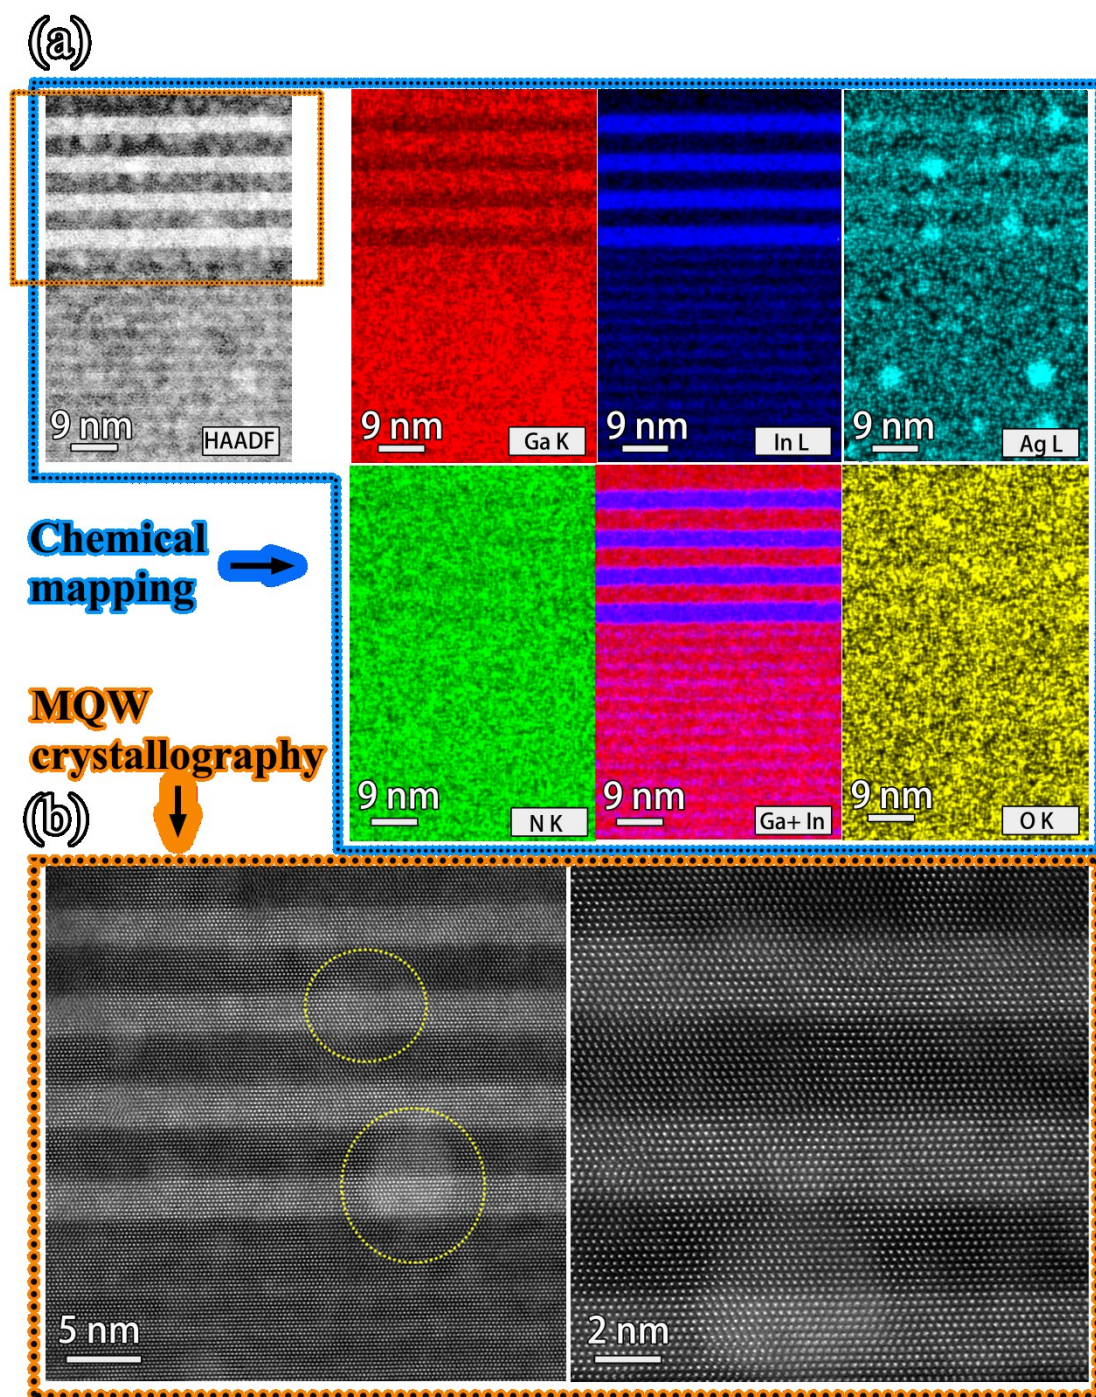 (a)
9 nm
HAADF
9 nm
Ga K
9 nm
In L
9 nm
Ag L
Chemical
mapping
9 nm
N K
9 nm
Ga+ In
9 nm
O K
MQW
crystallography
(b)
5 nm
2 nm